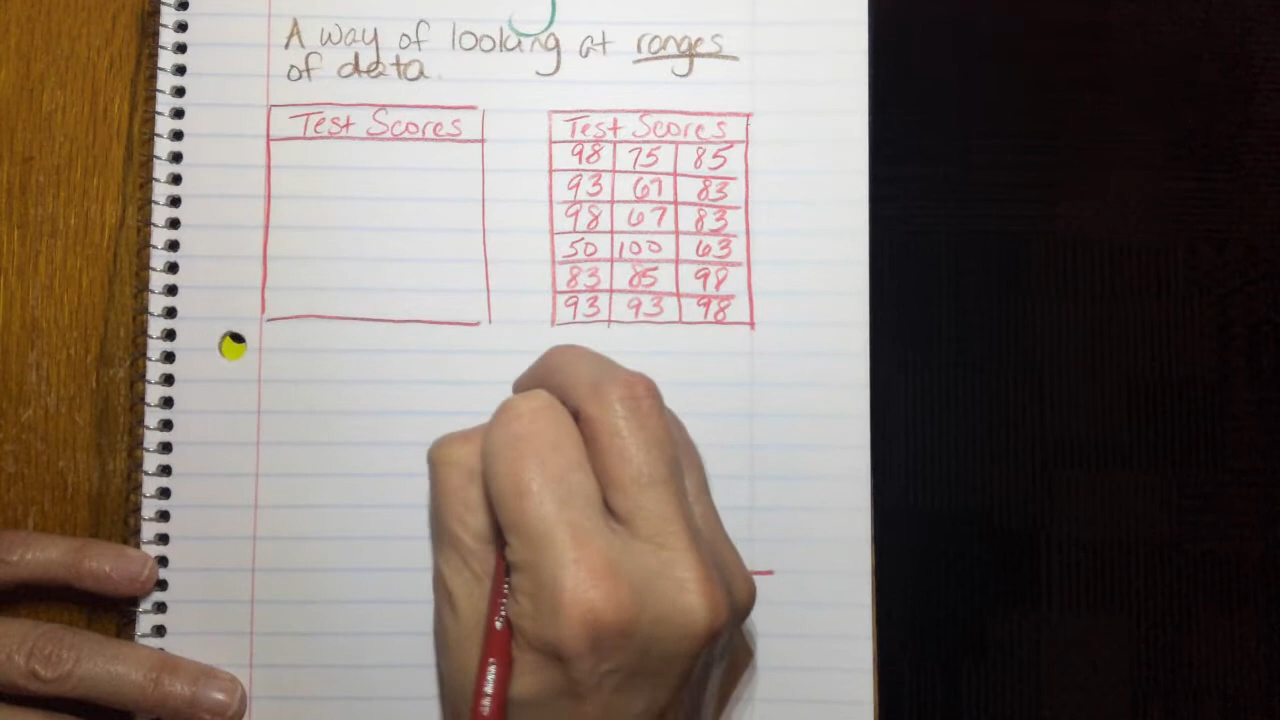 A way of looking at ranges
of data.
Test Scores
Test Scores
98 75 85
93 67 83
98 67 83
50 100 63
83 85 98
93 93 98